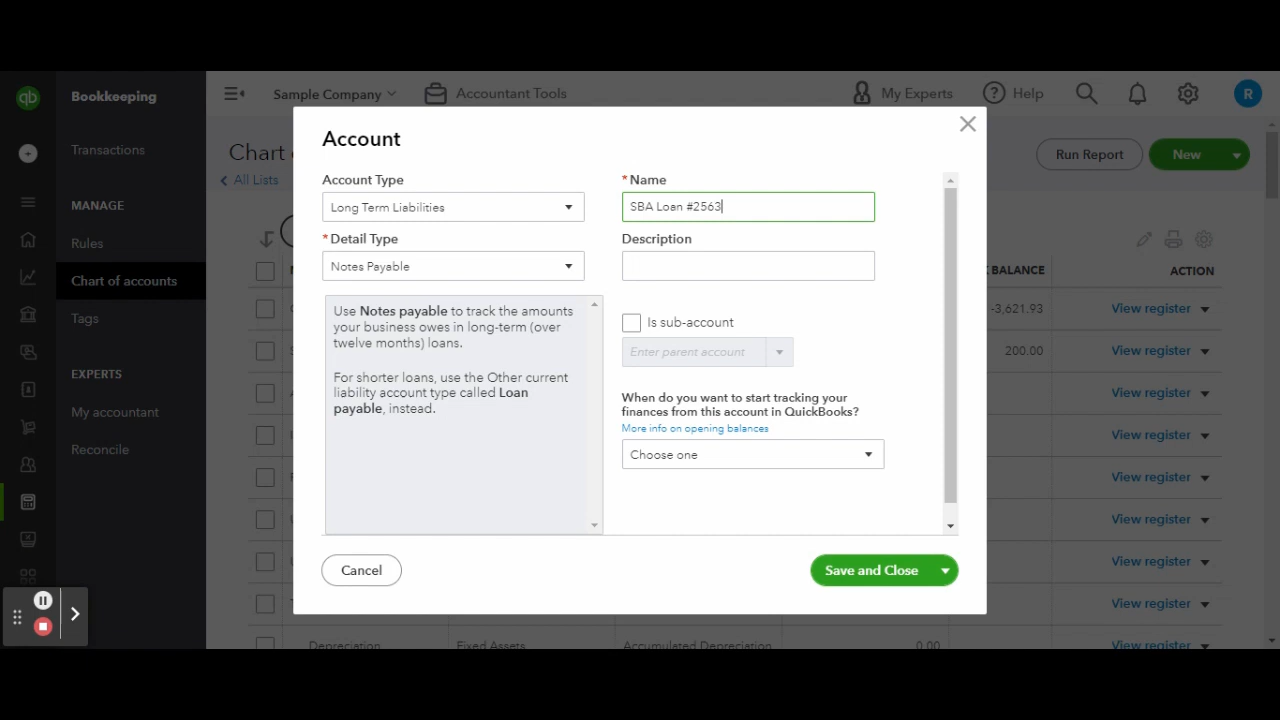 qb
Bookkeeping
Sample Company
Accountant Tools
My Experts
Help
R
Transactions
MANAGE
Rules
Chart of accounts
Tags
EXPERTS
My accountant
Reconcile
Chart
All Lists
Run Report
New
BALANCE
ACTION
-3,621.93
View register
200.00
View register
View register
View register
View register
View register
View register
View register
Depreciation
Fixed Assets
Accumulated Depreciation
0.00
View register
Account
Account Type
Long Term Liabilities
* Detail Type
Notes Payable
Use Notes payable to track the amounts
your business owes in long-term (over
twelve months) loans.
For shorter loans, use the Other current
liability account type called Loan
payable, instead.
* Name
SBA Loan #2563
Description
Is sub-account
Enter parent account
When do you want to start tracking your
finances from this account in QuickBooks?
More info on opening balances
Choose one
Cancel
Save and Close